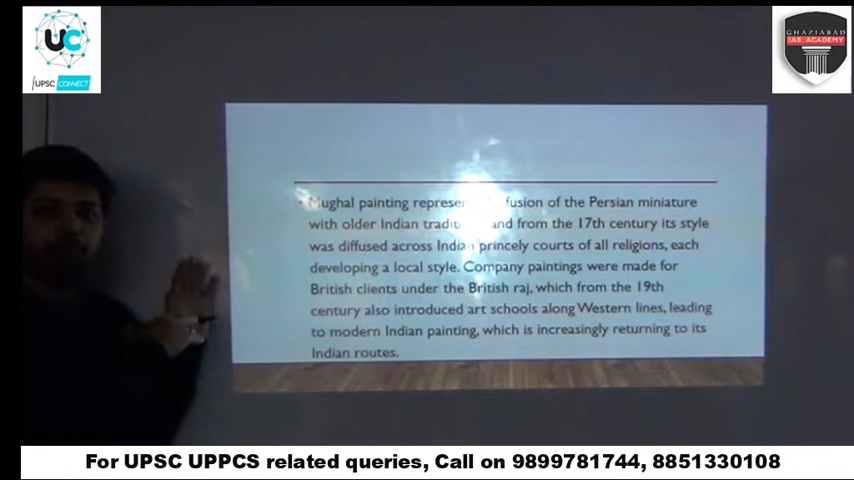 UC
UPSC CONNECT
GHAZIABAD
IAS ACADEMY
• Mughal painting fusion of the Persian miniature
with older Indian and from the 17th century its style
was diffused across Indian princely courts of all religions, each
developing a local style. Company paintings were made for
British clients under the British raj, which from the 19th
century also introduced art schools along Western lines, leading
to modern Indian painting, which is increasingly returning to its
Indian routes.
For UPSC UPPCS related queries, Call on 9899781744, 8851330108